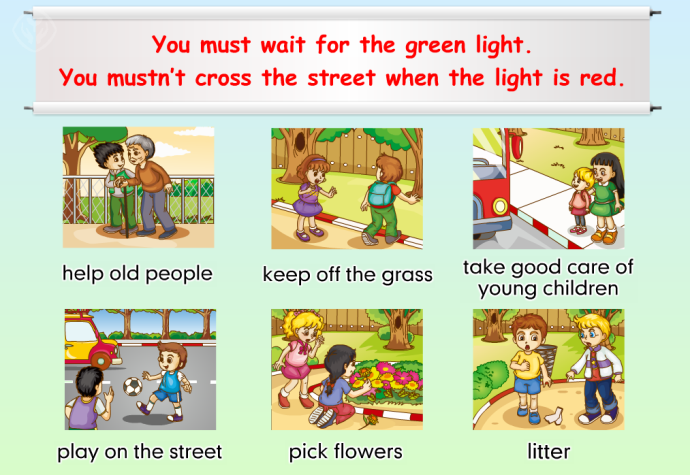 You must wait for the green light.
You mustn't cross the street when the light is red.
help old people
keep off the grass
take good care of
young children
play on the street
pick flowers
litter